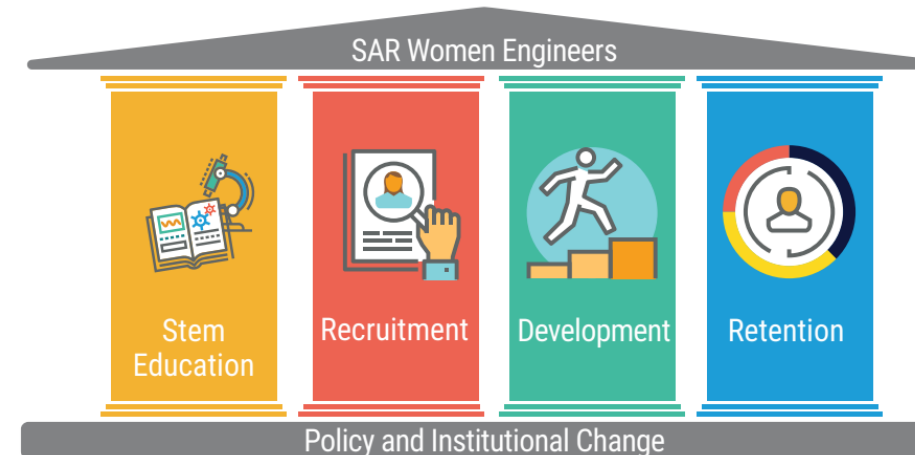 SAR Women Engineers
Stem
Education
Recruitment
Development
Retention
Policy and Institutional Change